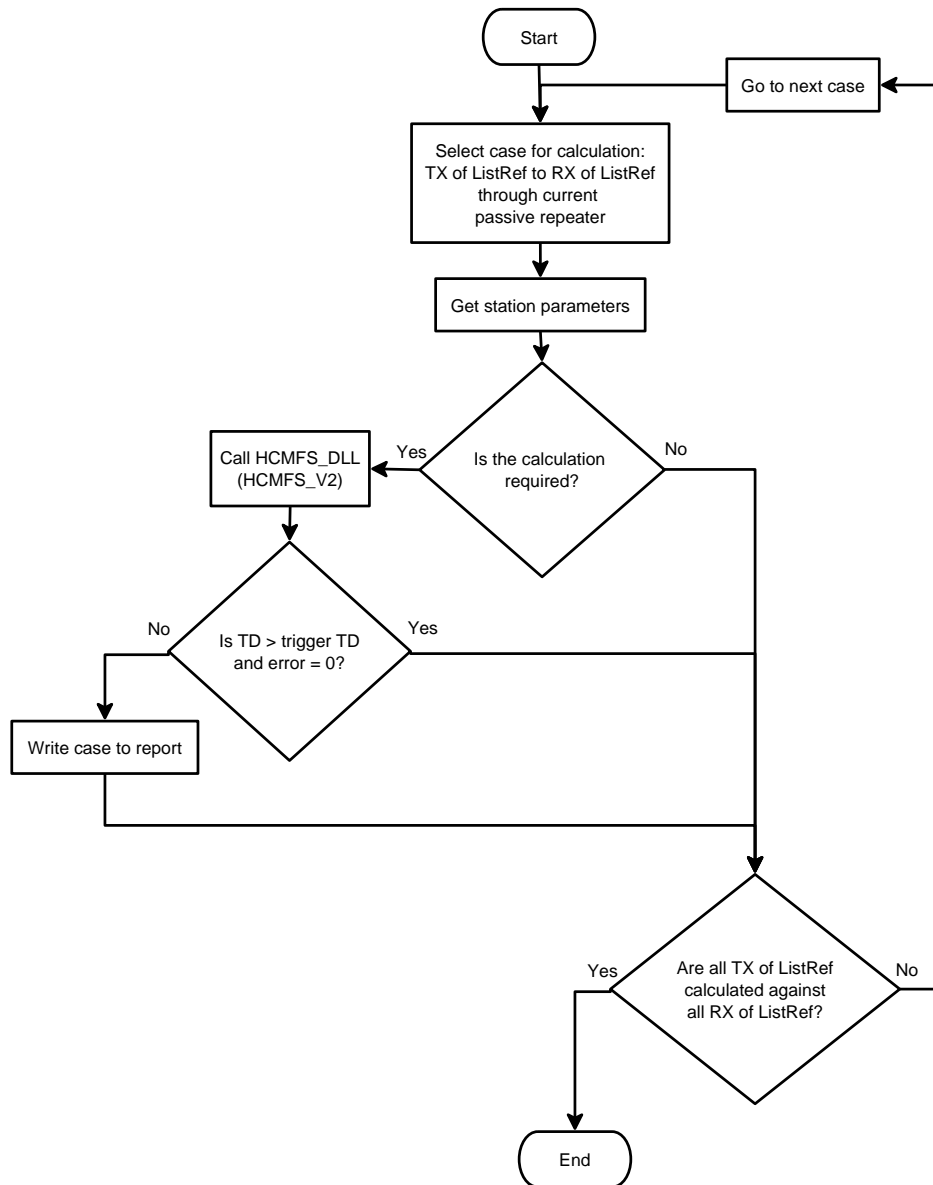 Start
Go to next case
Select case for calculation:
TX of ListRef to RX of ListRef
through current
passive repeater
Get station parameters
Call HCMFS_DLL
(HCMFS_V2)
Yes
Is the calculation
required?
No
No
Is TD > trigger TD
and error = 0?
Yes
Write case to report
Yes
Are all TX of ListRef
calculated against
all RX of ListRef?
No
End